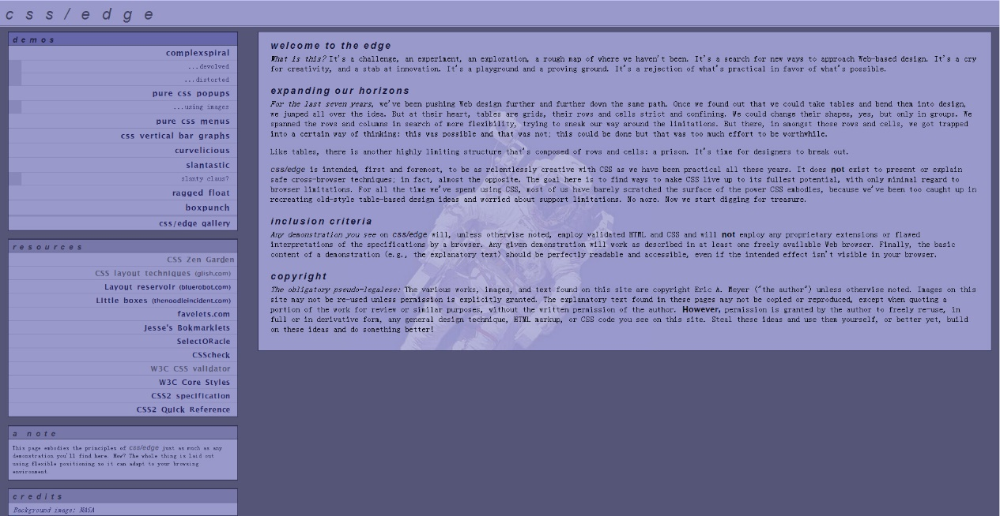 css/edge
demos
complexspiral
...devolved
...distorted
pure css popups
...using images
pure css menus
css vertical bar graphs
curvelicious
slantastic
slanty claus?
ragged float
boxpunch
css/edge gallery
resources
CSS Zen Garden
CSS layout techniques (glish.com)
Layout reservoir (bluerobot.com)
Little boxes (thenoodleincident.com)
favelets.com
Jesse's Bokmarklets
SelectORacle
CSScheck
W3C CSS validator
W3C Core Styles
CSS2 specification
CSS2 Quick Reference
a note
This page embodies the principles of css/edge just as much as any
demonstration you'll find here. How? The whole thing is laid out
using flexible positioning so it can adapt to your browsing
environment.
credits
Background image: NASA
welcome to the edge
What is this? It's a challenge, an experiment, an exploration, a rough map of where we haven't been. It's a search for new ways to approach Web-based design. It's a cry
for creativity, and a stab at innovation. It's a playground and a proving ground. It's a rejection of what's practical in favor of what's possible.
expanding our horizons
For the last seven years, we've been pushing Web design further and further down the same path. Once we found out that we could take tables and bend them into design,
we jumped all over the idea. But at their heart, tables are grids, their rows and cells strict and confining. We could change their shapes, yes, but only in groups. We
spanned the rows and columns in search of more flexibility, trying to sneak our way around the limitations. But there, in amongst those rows and cells, we got trapped
into a certain way of thinking: this was possible and that was not; this could be done but that was too much effort to be worthwhile.
Like tables, there is another highly limiting structure that's composed of rows and cells: a prison. It's time for designers to break out.
css/edge is intended, first and foremost, to be as relentlessly creative with CSS as we have been practical all these years. It does not exist to present or explain
safe cross-browser techniques; in fact, almost the opposite. The goal here is to find ways to make CSS live up to its fullest potential, with only minimal regard to
browser limitations. For all the time we've spent using CSS, most of us have barely scratched the surface of the power CSS embodies, because we've been too caught up in
recreating old-style table-based design ideas and worried about support limitations. No more. Now we start digging for treasure.
inclusion criteria
Any demonstration you see on css/edge will, unless otherwise noted, employ validated HTML and CSS and will not employ any proprietary extensions or flawed
interpretations of the specifications by a browser. Any given demonstration will work as described in at least one freely available Web browser. Finally, the basic
content of a demonstration (e.g., the explanatory text) should be perfectly readable and accessible, even if the intended effect isn't visible in your browser.
copyright
The obligatory pseudo-legalese: The various works, images, and text found on this site are copyright Eric A. Meyer ("the author") unless otherwise noted. Images on this
site may not be re-used unless permission is explicitly granted. The explanatory text found in these pages may not be copied or reproduced, except when quoting a
portion of the work for review or similar purposes, without the written permission of the author. However, permission is granted by the author to freely re-use, in
full or in derivative form, any general design technique, HTML markup, or CSS code you see on this site. Steal these ideas and use them yourself, or better yet, build
on these ideas and do something better!